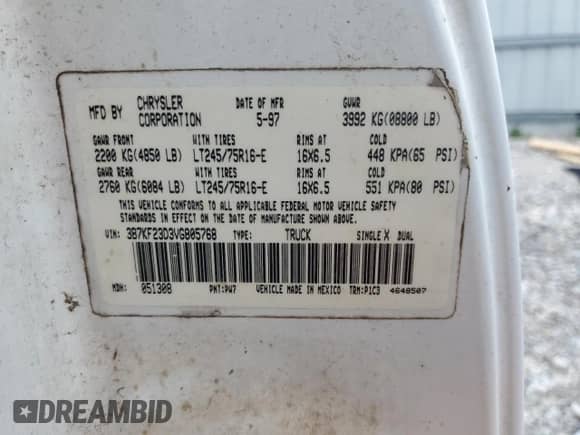 MFD BY CHRYSLER CORPORATION DATE OF MFR 5-97 GVWR 3992 KG(08800 LB)
GAWR FRONT WITH TIRES RIMS AT COLD
2200 KG(4850 LB) LT245/75R16-E 16X6.5 448 KPA(65 PSI)
GAWR REAR WITH TIRES RIMS AT COLD
2760 KG(6084 LB) LT245/75R16-E 16X6.5 551 KPA(80 PSI)
THIS VEHICLE CONFORMS TO ALL APPLICABLE FEDERAL MOTOR VEHICLE SAFETY
STANDARDS IN EFFECT ON THE DATE OF MANUFACTURE SHOWN ABOVE.
VIN: 3B7KF23D3VG805768 TYPE: TRUCK SINGLE X DUAL
MDH: 051308 PNT: PW7 VEHICLE MADE IN MEXICO TRM: P1C3 4648507
DREAMBID